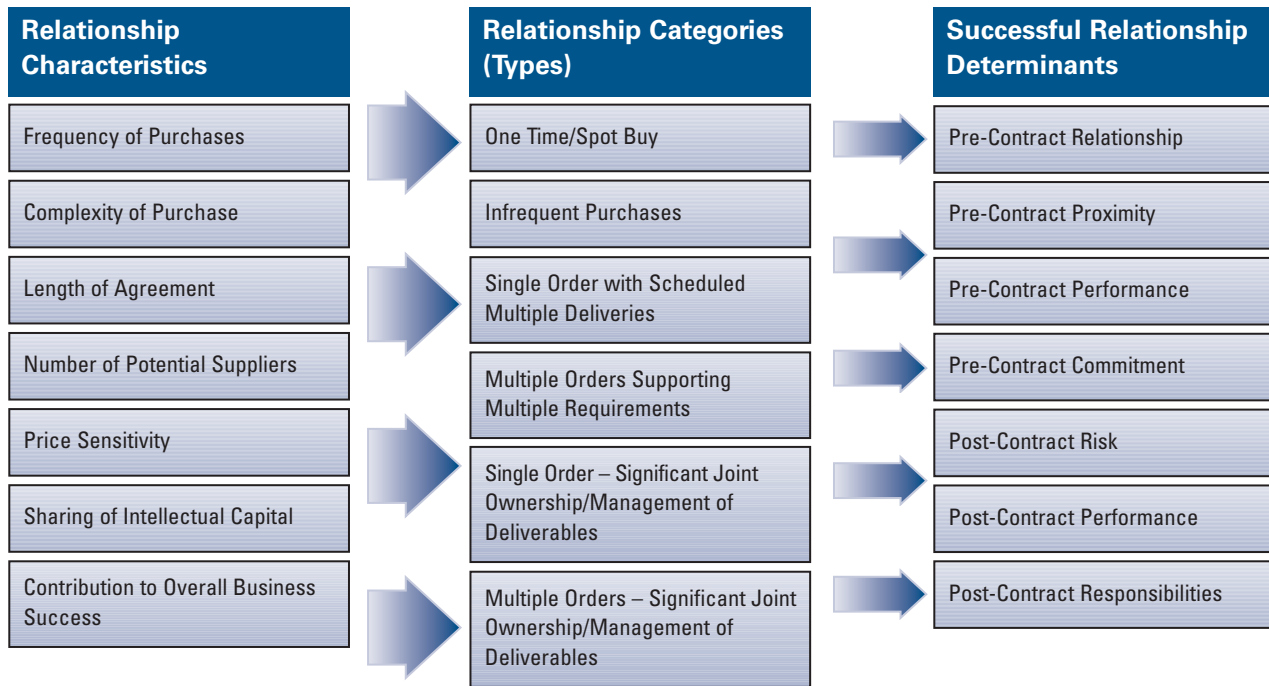 Relationship
Characteristics
Frequency of Purchases
Complexity of Purchase
Length of Agreement
Number of Potential Suppliers
Price Sensitivity
Sharing of Intellectual Capital
Contribution to Overall Business
Success
Relationship Categories
(Types)
One Time/Spot Buy
Infrequent Purchases
Single Order with Scheduled
Multiple Deliveries
Multiple Orders Supporting
Multiple Requirements
Single Order – Significant Joint
Ownership/Management of
Deliverables
Multiple Orders – Significant Joint
Ownership/Management of
Deliverables
Successful Relationship
Determinants
Pre-Contract Relationship
Pre-Contract Proximity
Pre-Contract Performance
Pre-Contract Commitment
Post-Contract Risk
Post-Contract Performance
Post-Contract Responsibilities